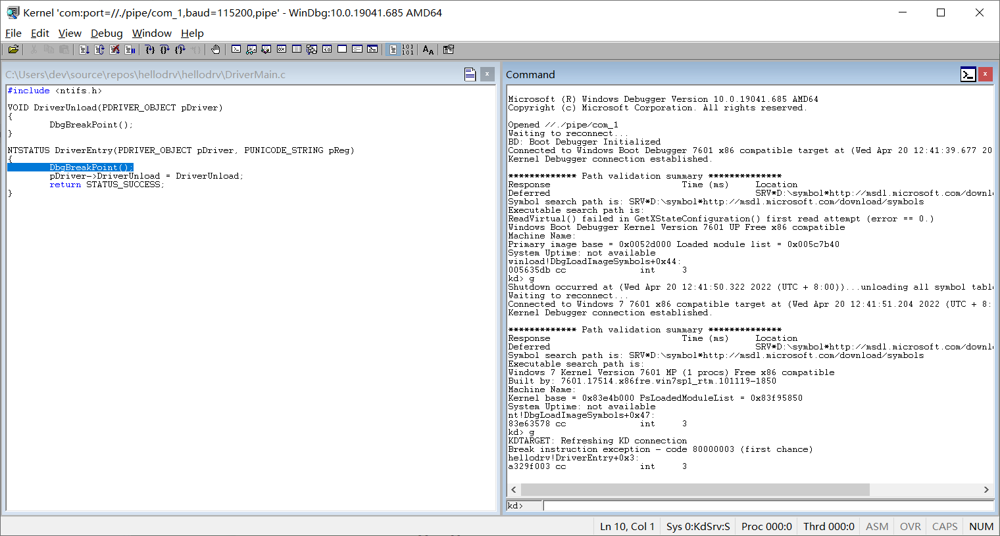 Kernel 'com:port=//./pipe/com_1,baud=115200,pipe' - WinDbg:10.0.19041.685 AMD64
File Edit View Debug Window Help
C:\Users\dev\source\repos\hellodrv\hellodrv\DriverMain.c
#include <ntifs.h>
VOID DriverUnload(PDRIVER_OBJECT pDriver)
{
DbgBreakPoint();
}
NTSTATUS DriverEntry(PDRIVER_OBJECT pDriver, PUNICODE_STRING pReg)
{
DbgBreakPoint();
pDriver->DriverUnload = DriverUnload;
return STATUS_SUCCESS;
}
Command
Microsoft (R) Windows Debugger Version 10.0.19041.685 AMD64
Copyright (c) Microsoft Corporation. All rights reserved.
Opened //./pipe/com_1
Waiting to reconnect...
BD: Boot Debugger Initialized
Connected to Windows Boot Debugger 7601 x86 compatible target at (Wed Apr 20 12:41:39.677 20
Kernel Debugger connection established.
************* Path validation summary **************
Response Time (ms) Location
Deferred SRV*D:\symbol*http://msdl.microsoft.com/downl
Symbol search path is: SRV*D:\symbol*http://msdl.microsoft.com/download/symbols
Executable search path is:
ReadVirtual() failed in GetXStateConfiguration() first read attempt (error == 0.)
Windows Boot Debugger Kernel Version 7601 UP Free x86 compatible
Machine Name:
Primary image base = 0x0052d000 Loaded module list = 0x005c7b40
System Uptime: not available
winload!DbgLoadImageSymbols+0x44:
005635db cc int 3
kd> g
Shutdown occurred at (Wed Apr 20 12:41:50.322 2022 (UTC + 8:00))...unloading all symbol tabl
Waiting to reconnect...
Connected to Windows 7 7601 x86 compatible target at (Wed Apr 20 12:41:51.204 2022 (UTC + 8:
Kernel Debugger connection established.
************* Path validation summary **************
Response Time (ms) Location
Deferred SRV*D:\symbol*http://msdl.microsoft.com/downl
Symbol search path is: SRV*D:\symbol*http://msdl.microsoft.com/download/symbols
Executable search path is:
Windows 7 Kernel Version 7601 MP (1 procs) Free x86 compatible
Built by: 7601.17514.x86fre.win7sp1_rtm.101119-1850
Machine Name:
Kernel base = 0x83e4b000 PsLoadedModuleList = 0x83f95850
System Uptime: not available
nt!DbgLoadImageSymbols+0x47:
83e63578 cc int 3
kd> g
KDTARGET: Refreshing KD connection
Break instruction exception - code 80000003 (first chance)
hellodrv!DriverEntry+0x3:
a329f003 cc int 3
kd>
Ln 10, Col 1 Sys 0:KdSrv:S Proc 000:0 Thrd 000:0 ASM OVR CAPS NUM